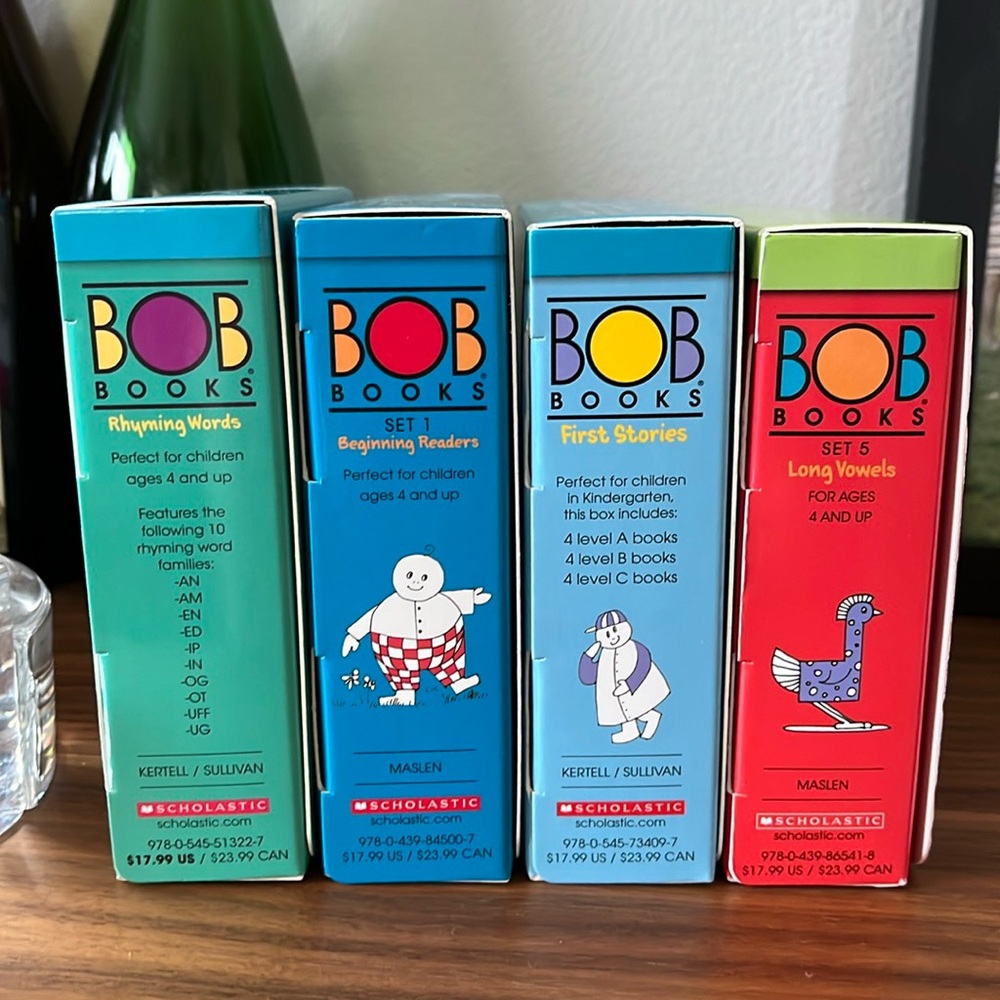 BOB
BOOKS®
Rhyming Words
Perfect for children
ages 4 and up
Features the
following 10
rhyming word
families:
-AN
-AM
-EN
-ED
-IP
-IN
-OG
-OT
-UFF
-UG
KERTELL / SULLIVAN
SCHOLASTIC
scholastic.com
978-0-545-51322-7
$17.99 US / $23.99 CAN
BOB
BOOKS®
SET 1
Beginning Readers
Perfect for children
ages 4 and up
MASLEN
SCHOLASTIC
scholastic.com
978-0-439-84500-7
$17.99 US / $23.99 CAN
BOB
BOOKS®
First Stories
Perfect for children
in Kindergarten,
this box includes:
4 level A books
4 level B books
4 level C books
KERTELL / SULLIVAN
SCHOLASTIC
scholastic.com
978-0-545-73409-7
$17.99 US / $23.99 CAN
BOB
BOOKS®
SET 5
Long Vowels
FOR AGES
4 AND UP
MASLEN
SCHOLASTIC
scholastic.com
978-0-439-86541-8
$17.99 US / $23.99 CAN